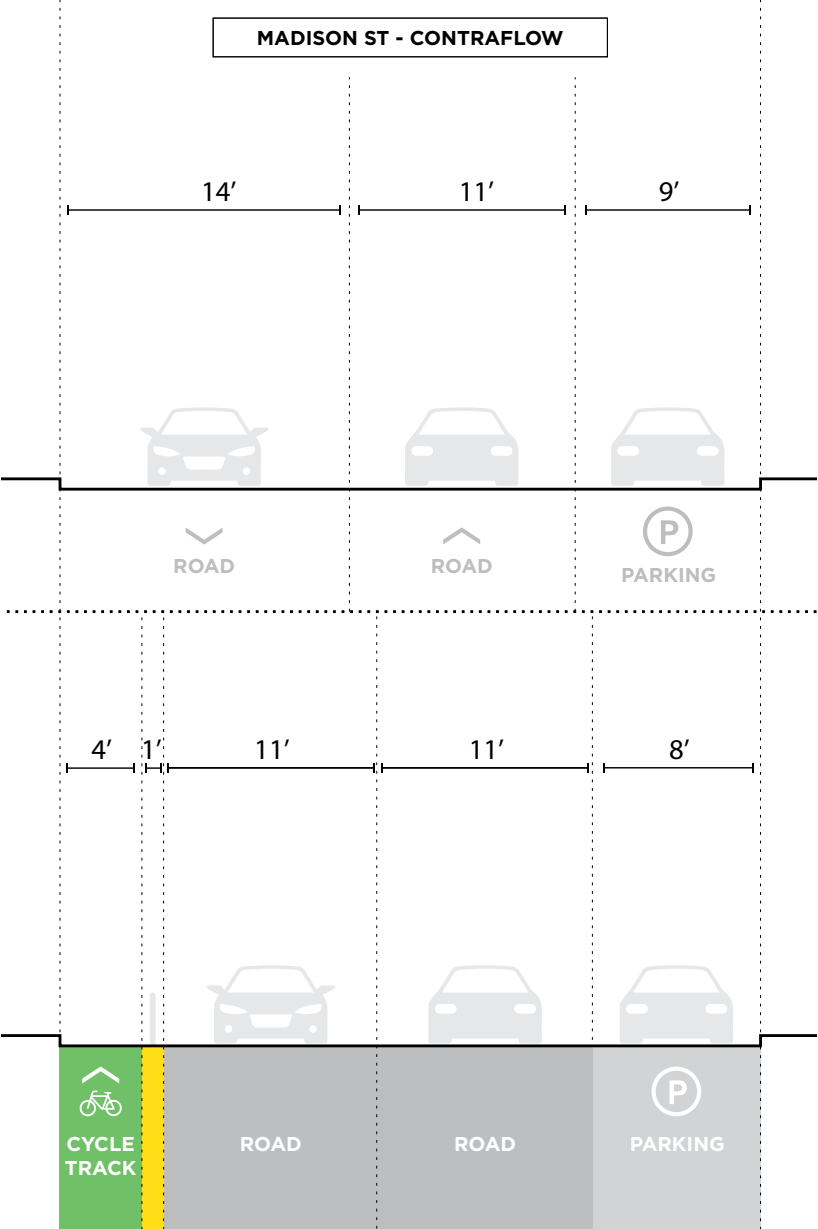 MADISON ST - CONTRAFLOW
14′ 11′ 9′
ROAD ROAD P
PARKING
4′ 1′ 11′ 11′ 8′
P
CYCLE TRACK ROAD ROAD PARKING